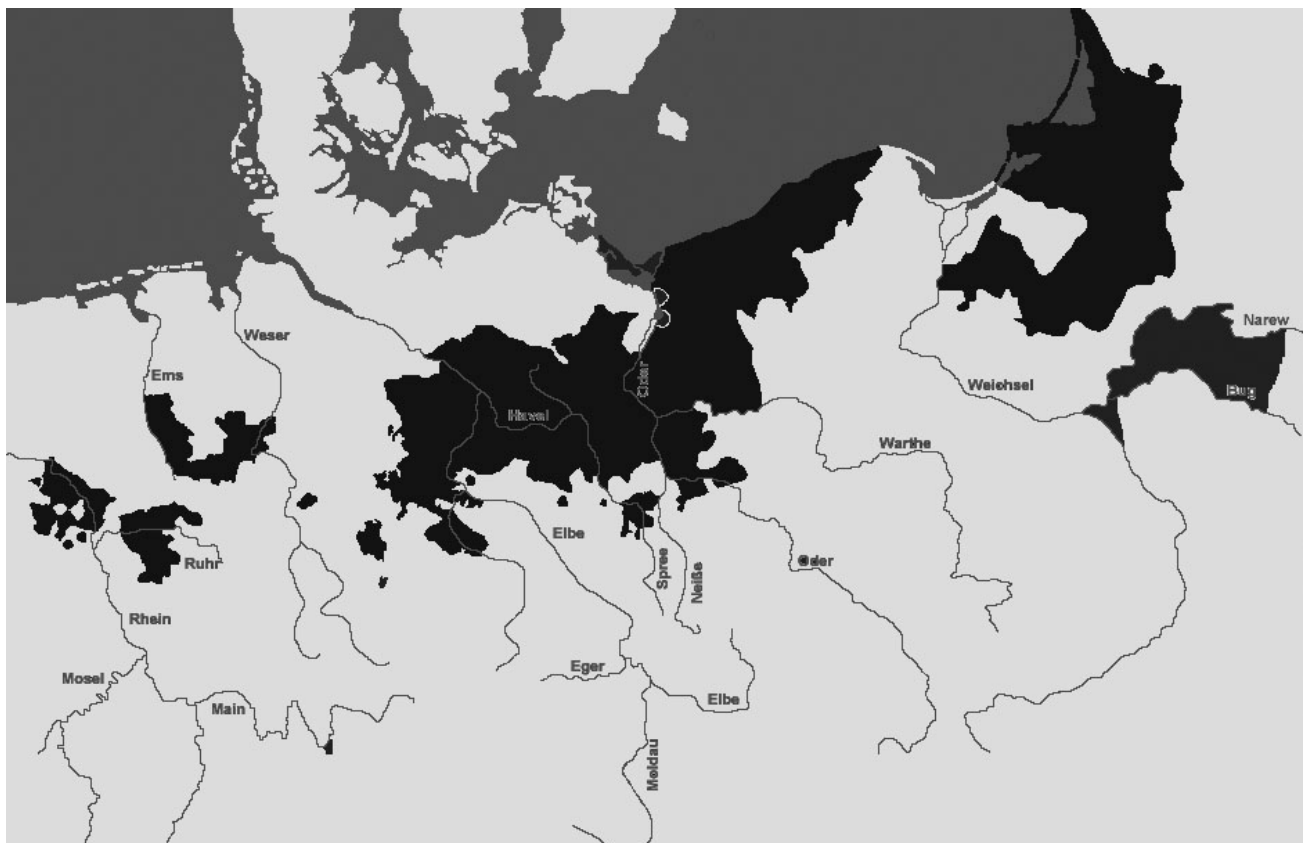 Narew
Weser
Ems
Weichsel
Oder
Bug
Havel
Warthe
Elbe
Ruhr
Oder
Spree
Neiße
Rhein
Eger
Mosel
Elbe
Main
Moldau